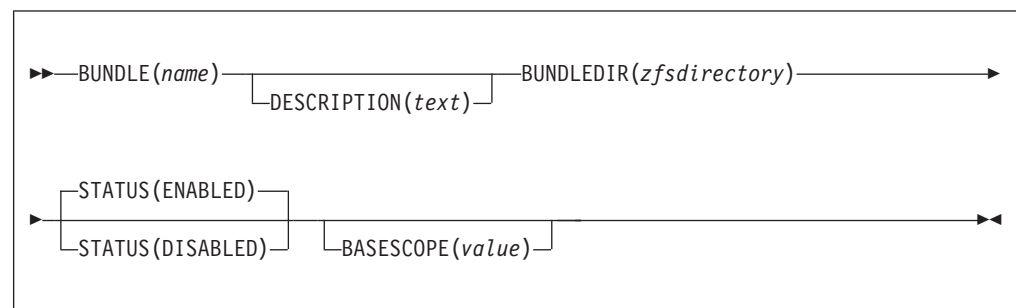 BUNDLE(name) BUNDLEDIR(zfsdirectory)
DESCRIPTION(text)
STATUS(ENABLED)
STATUS(DISABLED) BASESCOPE(value)